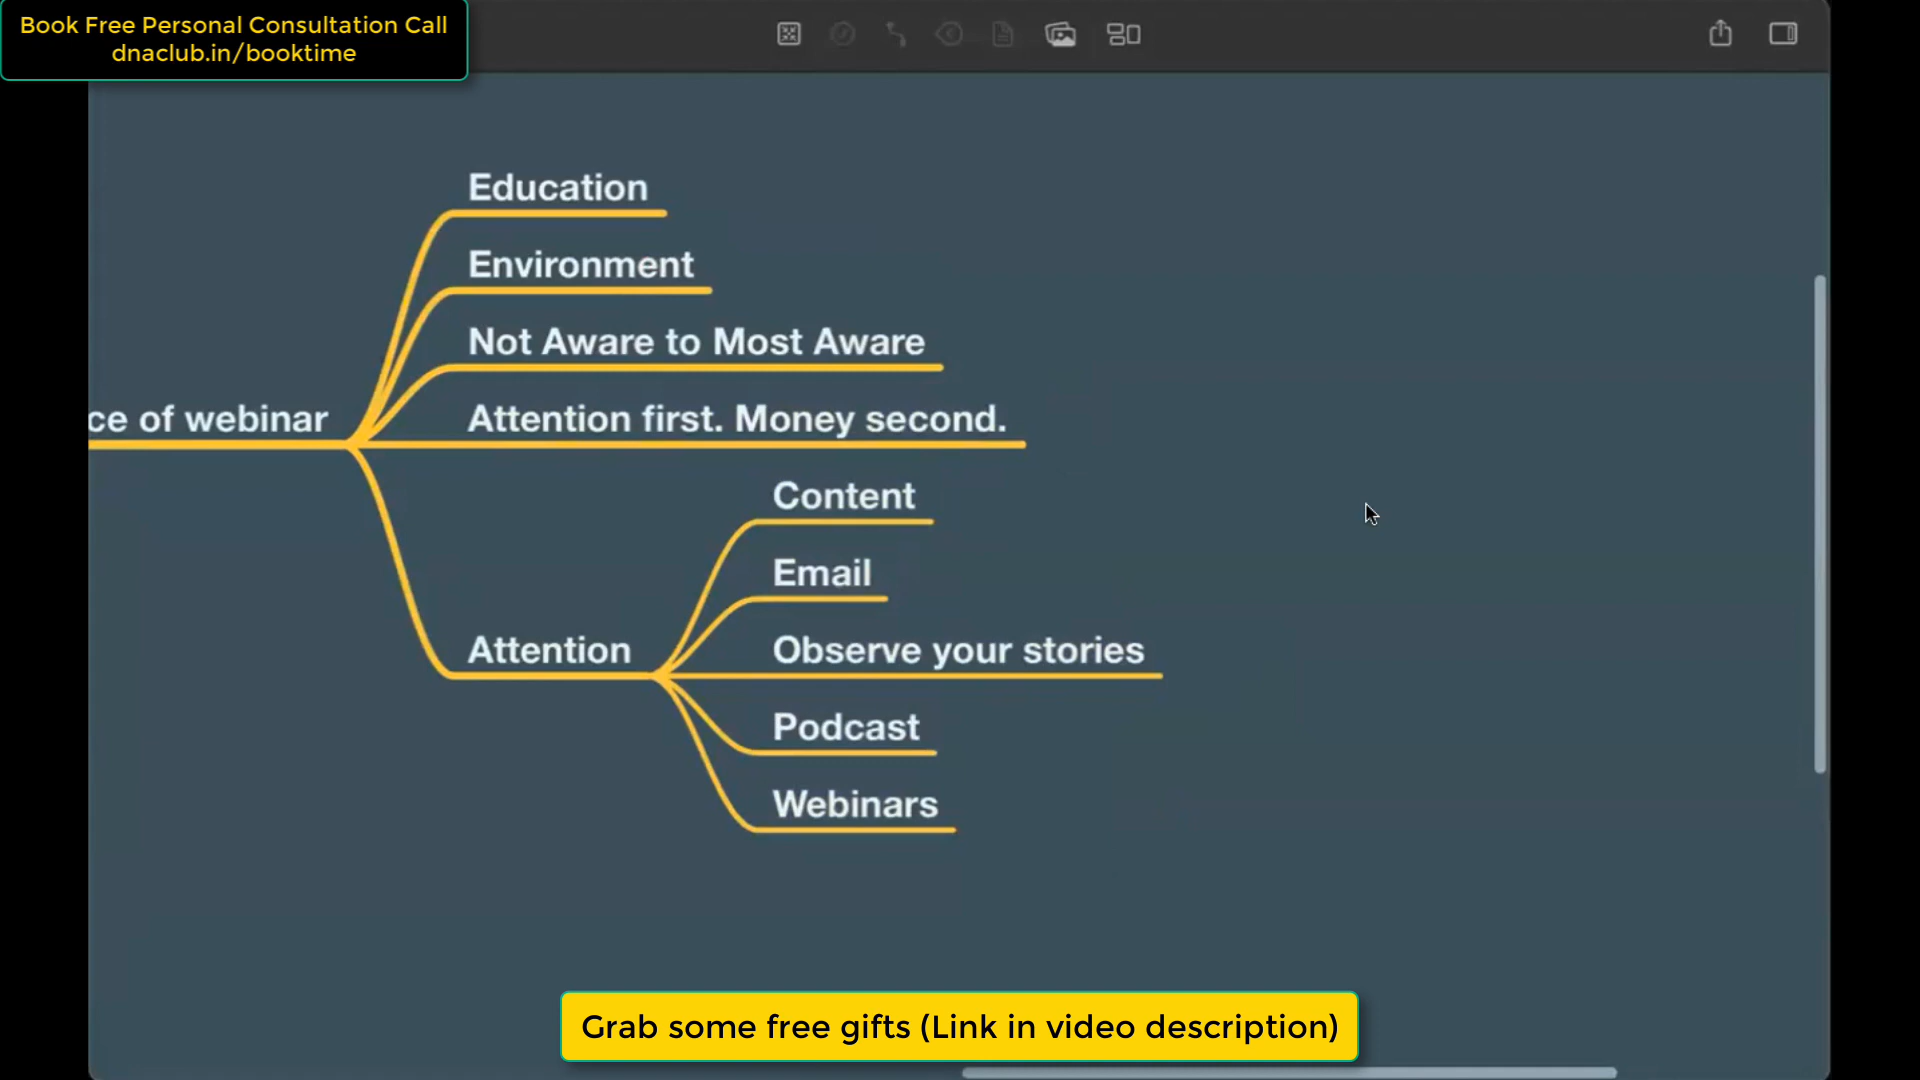 Book Free Personal Consultation Call
dnaclub.in/booktime
Education
Environment
Not Aware to Most Aware
ce of webinar
Attention first. Money second.
Content
Email
Attention
Observe your stories
Podcast
Webinars
Grab some free gifts (Link in video description)